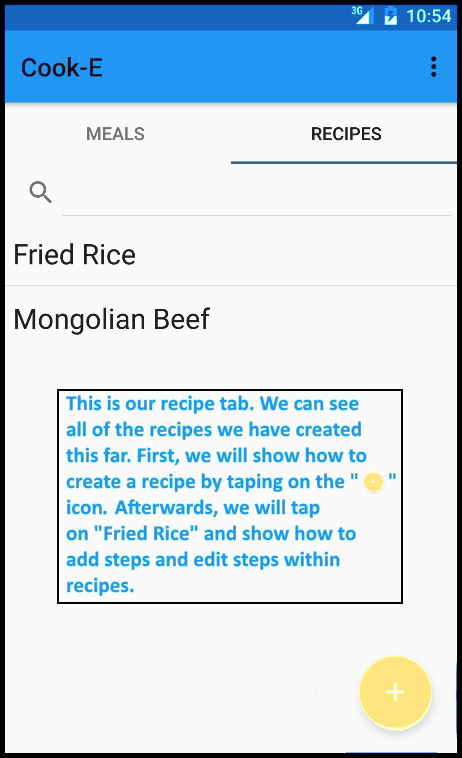 3G 10:54
Cook-E
MEALS RECIPES
Fried Rice
Mongolian Beef
This is our recipe tab. We can see
all of the recipes we have created
this far. First, we will show how to
create a recipe by taping on the " + "
icon. Afterwards, we will tap
on "Fried Rice" and show how to
add steps and edit steps within
recipes.
+